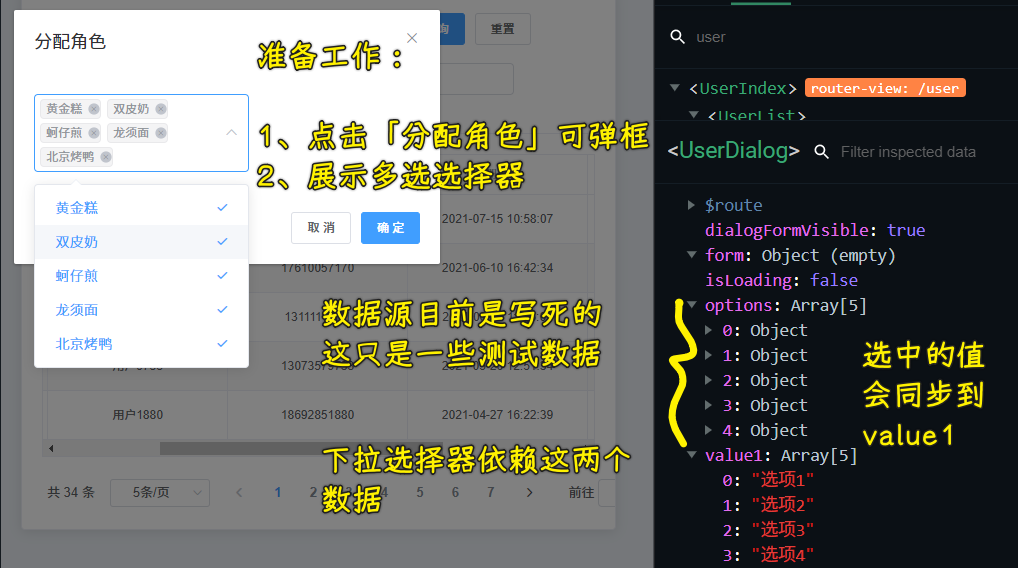 分配角色
准备工作：
重置
user
<UserIndex> router-view: /user
<UserList>
黄金糕 双皮奶
蚵仔煎 龙须面
北京烤鸭
1、点击「分配角色」可弹框
2、展示多选选择器
<UserDialog> Filter inspected data
黄金糕
双皮奶
蚵仔煎
龙须面
北京烤鸭
取消 确定
2021-07-15 10:58:07
17610057170 2021-06-10 16:42:34
数据源目前是写死的
这只是一些测试数据
用户1880 18692851880 2021-04-27 16:22:39
下拉选择器依赖这两个
数据
共 34 条 5条/页 1 2 4 5 6 7 前往
$route
dialogFormVisible: true
form: Object (empty)
isLoading: false
options: Array[5]
0: Object
1: Object
2: Object
3: Object
4: Object
选中的值
会同步到
value1
value1: Array[5]
0: "选项1"
1: "选项2"
2: "选项3"
3: "选项4"